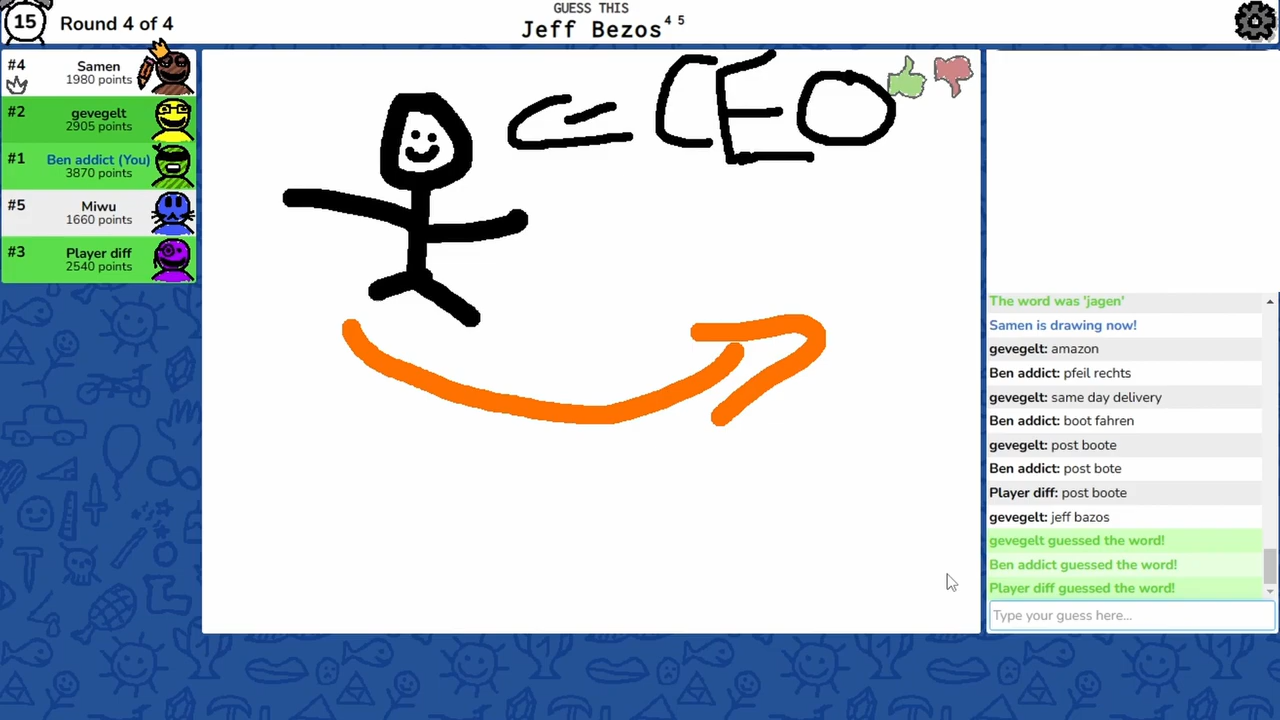 15
Round 4 of 4
GUESS THIS
Jeff Bezos 4 5
#4
Samen
1980 points
#2
gevegelt
2905 points
#1
Ben addict (You)
3870 points
#5
Miwu
1660 points
#3
Player diff
2540 points
CEO
The word was 'jagen'
Samen is drawing now!
gevegelt: amazon
Ben addict: pfeil rechts
gevegelt: same day delivery
Ben addict: boot fahren
gevegelt: post boote
Ben addict: post bote
Player diff: post boote
gevegelt: jeff bazos
gevegelt guessed the word!
Ben addict guessed the word!
Player diff guessed the word!
Type your guess here...